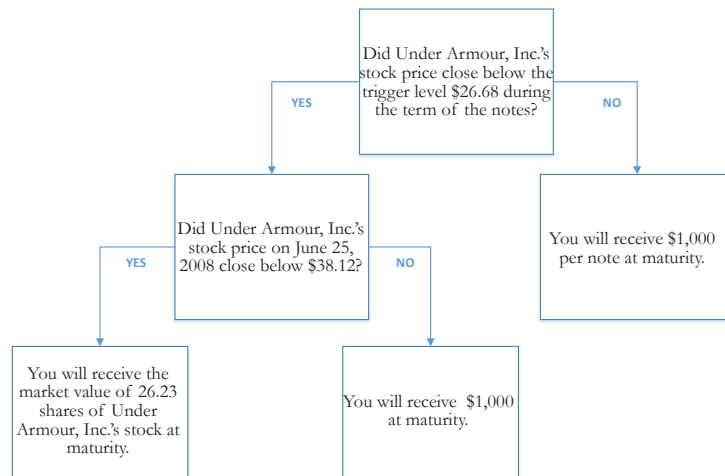 Did Under Armour, Inc.'s
stock price close below the
trigger level $26.68 during
the term of the notes?
YES
NO
Did Under Armour, Inc.'s
stock price on June 25,
2008 close below $38.12?
You will receive $1,000
per note at maturity.
YES
NO
You will receive the
market value of 26.23
shares of Under
Armour, Inc.'s stock at
maturity.
You will receive $1,000
at maturity.